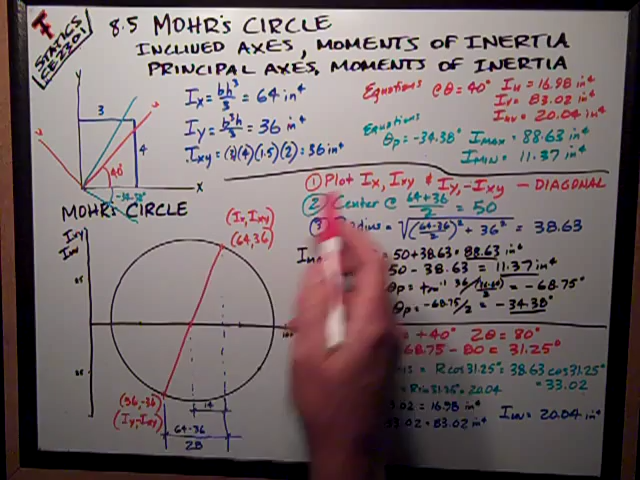 STATICS
CE2301
8.5 MOHR'S CIRCLE
INCLINED AXES, MOMENTS OF INERTIA
PRINCIPAL AXES, MOMENTS OF INERTIA
Y
3
4
40°
-34.38°
X
Ix = bh³/3 = 64 in⁴
Iy = b³h/3 = 36 in⁴
Ixy = (3)(4)(1.5)(2) = 36 in⁴
Equations @θ = 40°
Iu = 16.98 in⁴
Iv = 83.02 in⁴
Iuv = 20.04 in⁴
Equations
θp = -34.38°
IMAX = 88.63 in⁴
IMIN = 11.37 in⁴
① Plot Ix, Ixy & Iy, -Ixy — DIAGONAL
② Center @ 64+36/2 = 50
③ Radius = √((64-36)/2)² + 36² = 38.63
= 50 + 38.63 = 88.63 in⁴
50 - 38.63 = 11.37 in⁴
= -68.75°
θp = -68.75/2 = -34.38°
= +40° 2θ = 80°
68.75 - 80 = 31.25°
= R cos 31.25° = 38.63 cos 31.25°
= 33.02
= R sin 31.25° = 20.04
= 16.98 in⁴
= 83.02 in⁴
Iuv = 20.04 in⁴
MOHR'S CIRCLE
Ixy
(Ix, Ixy)
(64, 36)
(36, -36)
(Iy, -Ixy)
14
64-36
28